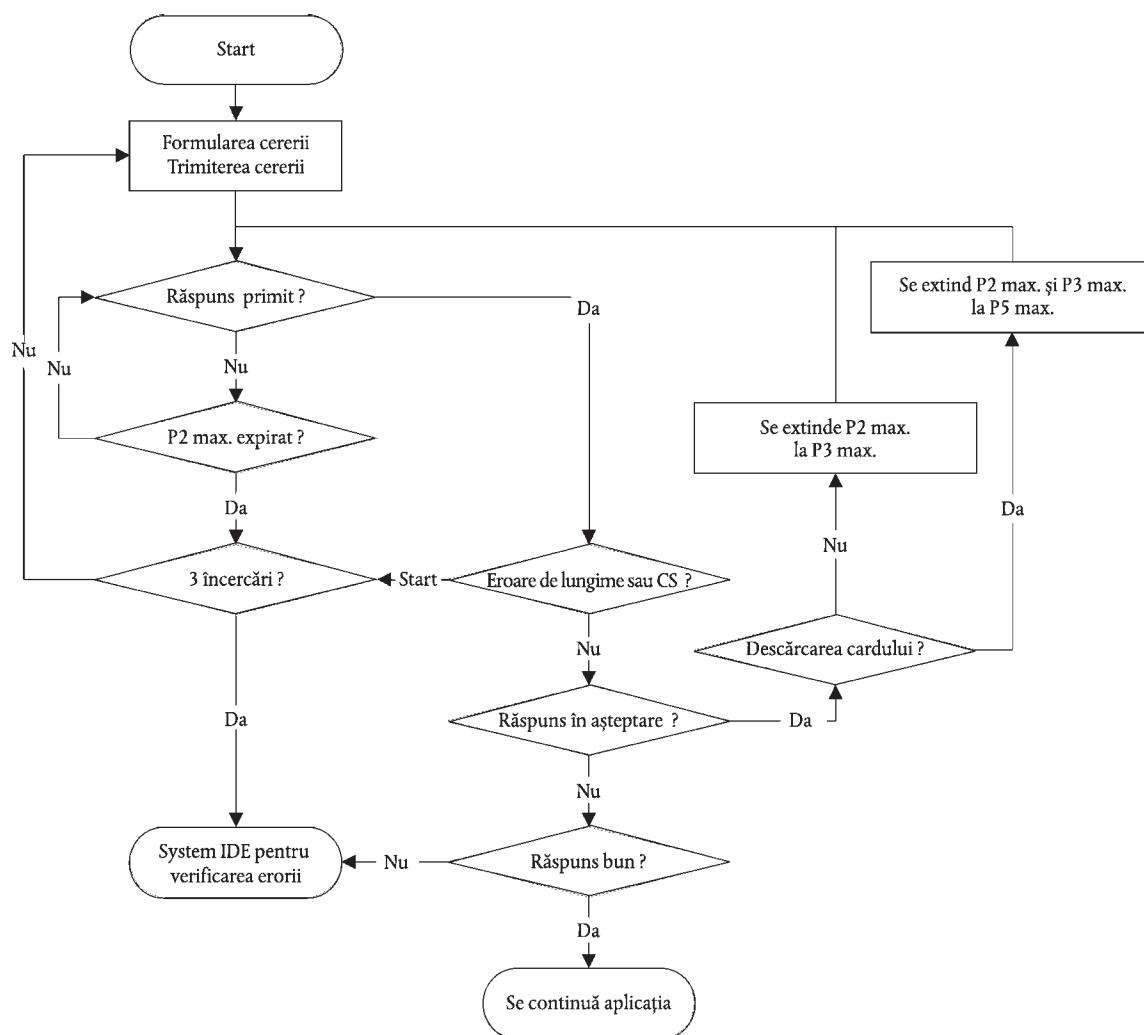 Start
Formularea cererii
Trimiterea cererii
Răspuns primit ?
Da
Se extind P2 max. și P3 max.
la P5 max.
Nu
Nu
Nu
P2 max. expirat ?
Se extinde P2 max.
la P3 max.
Da
Da
Nu
3 încercări ?
Start
Eroare de lungime sau CS ?
Nu
Descărcarea cardului ?
Da
Răspuns în așteptare ?
Da
Nu
System IDE pentru
verificarea erorii
Nu
Răspuns bun ?
Da
Se continuă aplicația